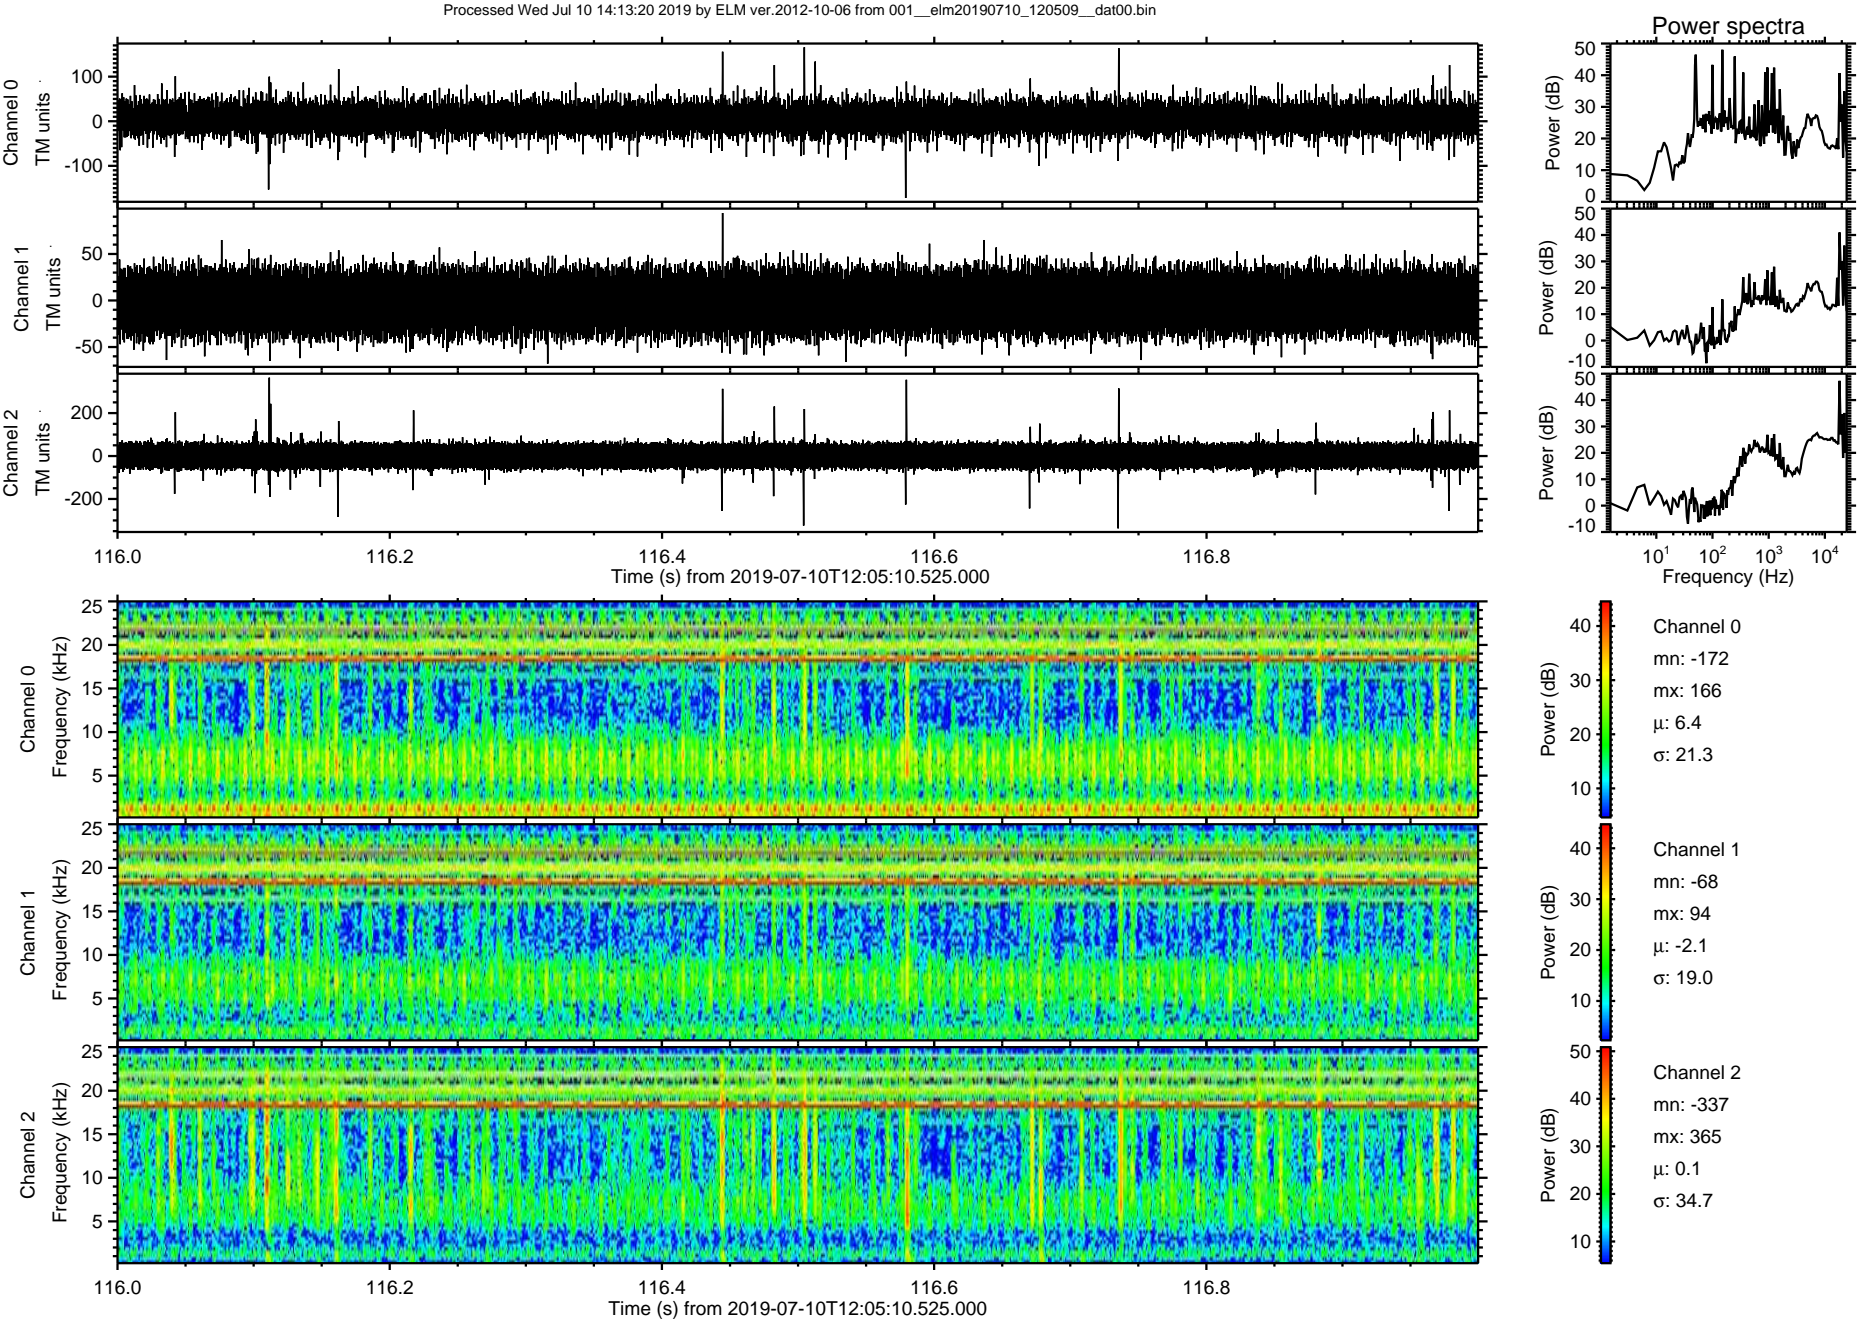 Processed Wed Jul 10 14:13:20 2019 by ELM ver.2012-10-06 from 001__elm20190710_120509__dat00.bin
Power spectra
Channel 0
TM units
100
0
-100
Power (dB)
50
40
30
20
10
0
Channel 1
TM units
50
0
-50
Power (dB)
50
40
30
20
10
0
-10
Channel 2
TM units
200
0
-200
Power (dB)
50
40
30
20
10
0
-10
116.0 116.2 116.4 116.6 116.8
Time (s) from 2019-07-10T12:05:10.525.000
10^1 10^2 10^3 10^4
Frequency (Hz)
Channel 0
Frequency (kHz)
25
20
15
10
5
Power (dB)
40
30
20
10
Channel 0
mn: -172
mx: 166
μ: 6.4
σ: 21.3
Channel 1
Frequency (kHz)
25
20
15
10
5
Power (dB)
40
30
20
10
Channel 1
mn: -68
mx: 94
μ: -2.1
σ: 19.0
Channel 2
Frequency (kHz)
25
20
15
10
5
Power (dB)
50
40
30
20
10
Channel 2
mn: -337
mx: 365
μ: 0.1
σ: 34.7
116.0 116.2 116.4 116.6 116.8
Time (s) from 2019-07-10T12:05:10.525.000